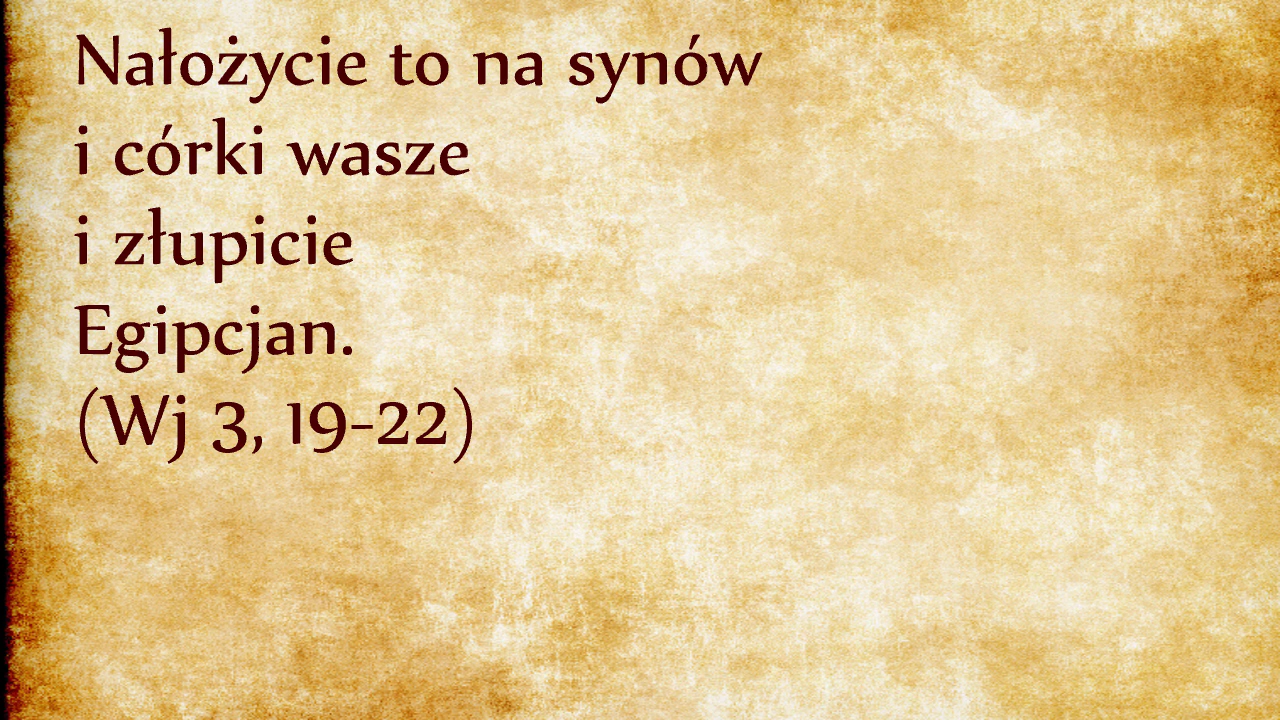 Nałożycie to na synów
i córki wasze
i złupicie
Egipcjan.
(Wj 3, 19-22)